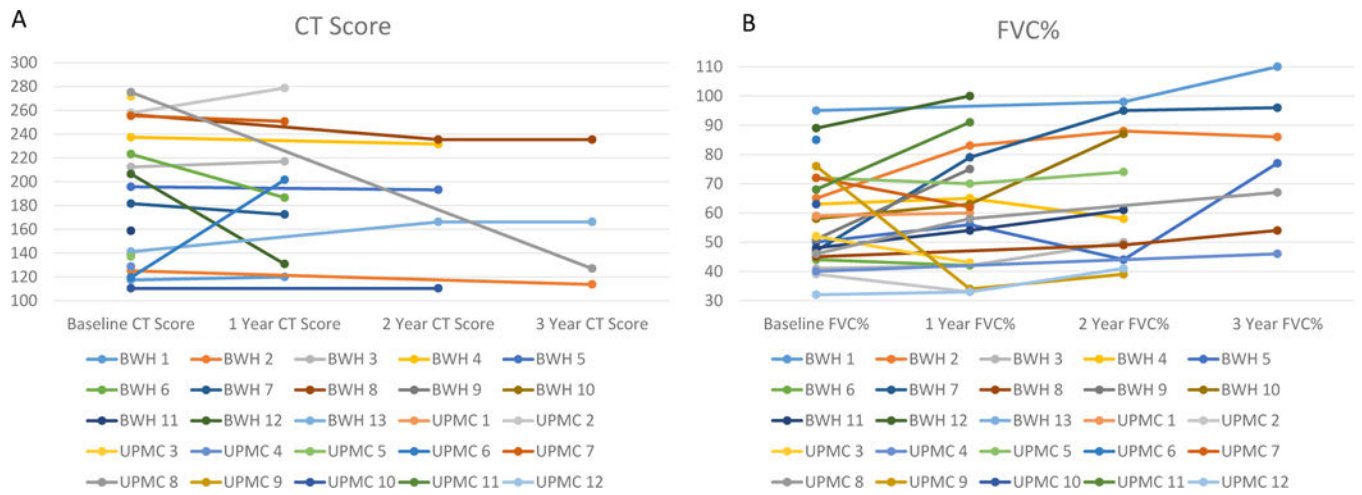 A
CT Score
300
280
260
240
220
200
180
160
140
120
100
Baseline CT Score 1 Year CT Score 2 Year CT Score 3 Year CT Score
BWH 1 BWH 2 BWH 3 BWH 4 BWH 5
BWH 6 BWH 7 BWH 8 BWH 9 BWH 10
BWH 11 BWH 12 BWH 13 UPMC 1 UPMC 2
UPMC 3 UPMC 4 UPMC 5 UPMC 6 UPMC 7
UPMC 8 UPMC 9 UPMC 10 UPMC 11 UPMC 12
B
FVC%
110
100
90
80
70
60
50
40
30
Baseline FVC% 1 Year FVC% 2 Year FVC% 3 Year FVC%
BWH 1 BWH 2 BWH 3 BWH 4 BWH 5
BWH 6 BWH 7 BWH 8 BWH 9 BWH 10
BWH 11 BWH 12 BWH 13 UPMC 1 UPMC 2
UPMC 3 UPMC 4 UPMC 5 UPMC 6 UPMC 7
UPMC 8 UPMC 9 UPMC 10 UPMC 11 UPMC 12